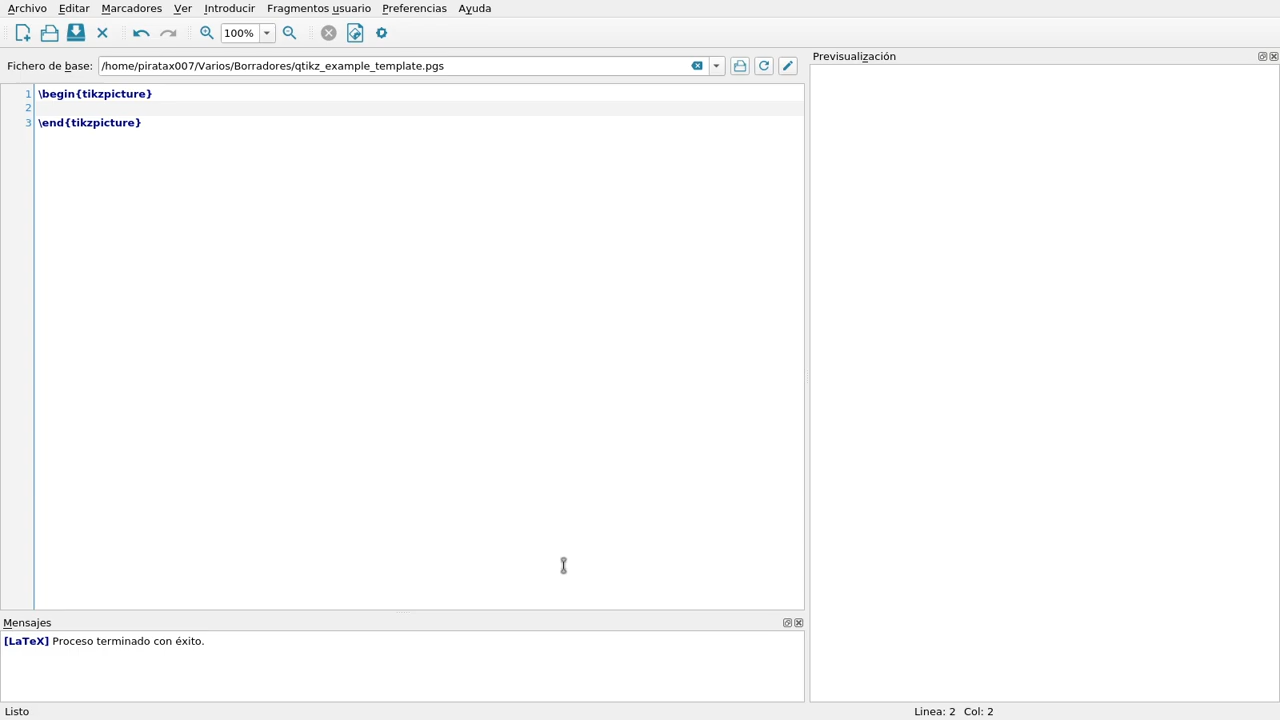 Archivo Editar Marcadores Ver Introducir Fragmentos usuario Preferencias Ayuda
100%
Fichero de base: /home/piratax007/Varios/Borradores/qtikz_example_template.pgs
Previsualización
1 \begin{tikzpicture}
2
3 \end{tikzpicture}
Mensajes
[LaTeX] Proceso terminado con éxito.
Listo
Linea: 2 Col: 2